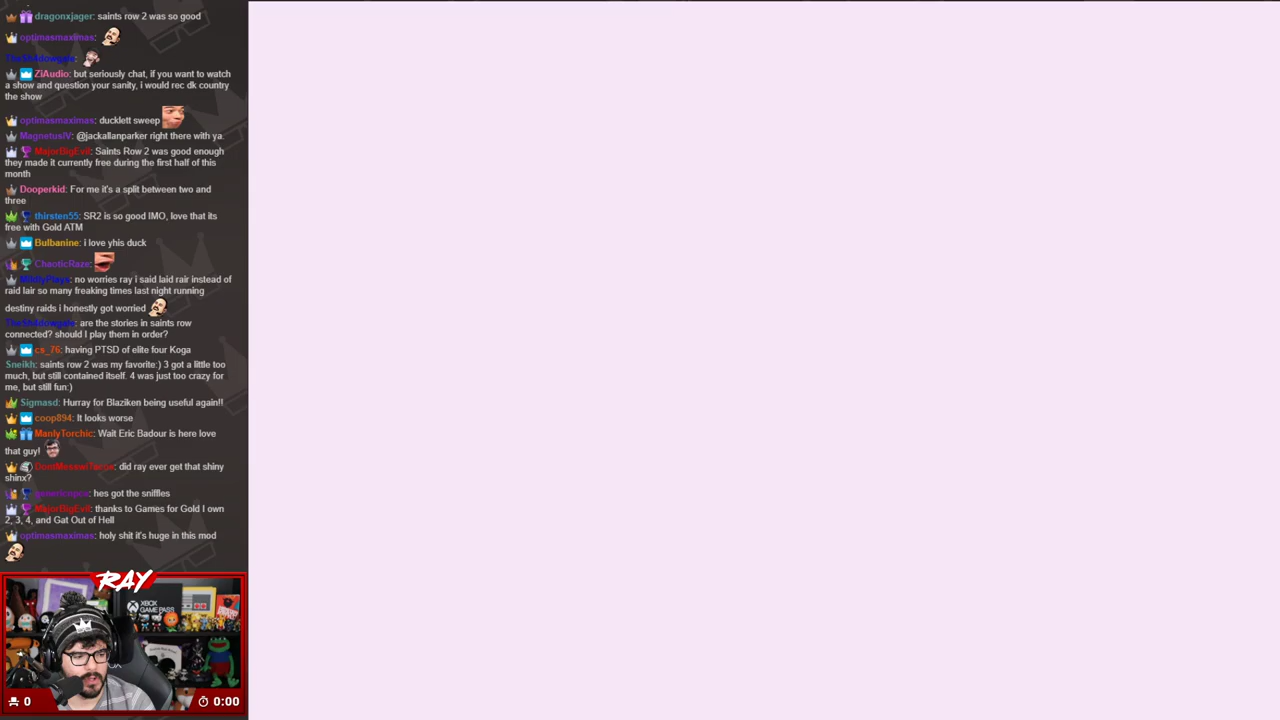 dragonxjager: saints row 2 was so good
optimasmaximas:
TheSh4dowgate:
ZiAudio: but seriously chat, if you want to watch
a show and question your sanity, i would rec dk country
the show
optimasmaximas: ducklett sweep
MagnetusIV: @jackallanparker right there with ya.
MajorBigEvil: Saints Row 2 was good enough
they made it currently free during the first half of this
month
Dooperkid: For me it's a split between two and
three
thirsten55: SR2 is so good IMO, love that its
free with Gold ATM
Bulbanine: i love yhis duck
ChaoticRaze:
MildlyPlays: no worries ray i said laid rair instead of
raid lair so many freaking times last night running
destiny raids i honestly got worried
TheSh4dowgate: are the stories in saints row
connected? should I play them in order?
cs_76: having PTSD of elite four Koga
Sneikh: saints row 2 was my favorite:) 3 got a little too
much, but still contained itself. 4 was just too crazy for
me, but still fun:)
Sigmasd: Hurray for Blaziken being useful again!!
coop894: It looks worse
ManlyTorchic: Wait Eric Badour is here love
that guy!
did ray ever get that shiny
shinx?
hes got the sniffles
MajorBigEvil: thanks to Games for Gold I own
2, 3, 4, and Gat Out of Hell
optimasmaximas: holy shit it's huge in this mod
RAY
XBOX
GAME PASS
0
0:00